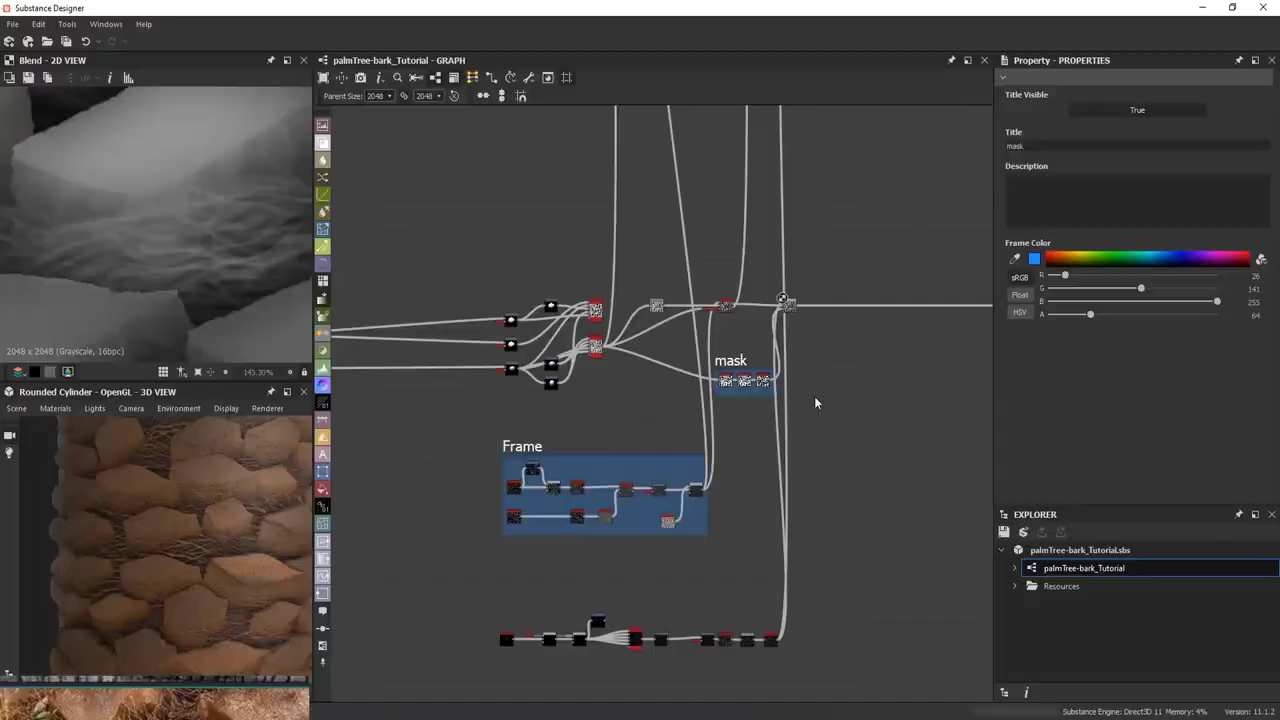 Substance Designer
File Edit Tools Windows Help
Blend - 2D VIEW
2048 x 2048 (Grayscale, 16bpc)
143.30%
Rounded Cylinder - OpenGL - 3D VIEW
Scene Materials Lights Camera Environment Display Renderer
palmTree-bark_Tutorial - GRAPH
Parent Size: 2048 2048
mask
Frame
Property - PROPERTIES
Title Visible
True
Title
mask
Description
Frame Color
sRGB
Float
HSV
R 26
G 141
B 255
A 64
EXPLORER
palmTree-bark_Tutorial.sbs
palmTree-bark_Tutorial
Resources
Substance Engine: Direct3D 11 Memory: 4% Version: 11.1.2